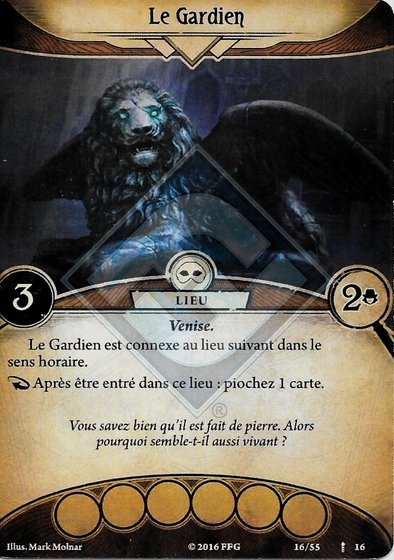 Le Gardien
3
LIEU
2
Venise.
Le Gardien est connexe au lieu suivant dans le
sens horaire.
Après être entré dans ce lieu : piochez 1 carte.
Vous savez bien qu'il est fait de pierre. Alors
pourquoi semble-t-il aussi vivant ?
®
Illus. Mark Molnar
© 2016 FFG
16/55
16